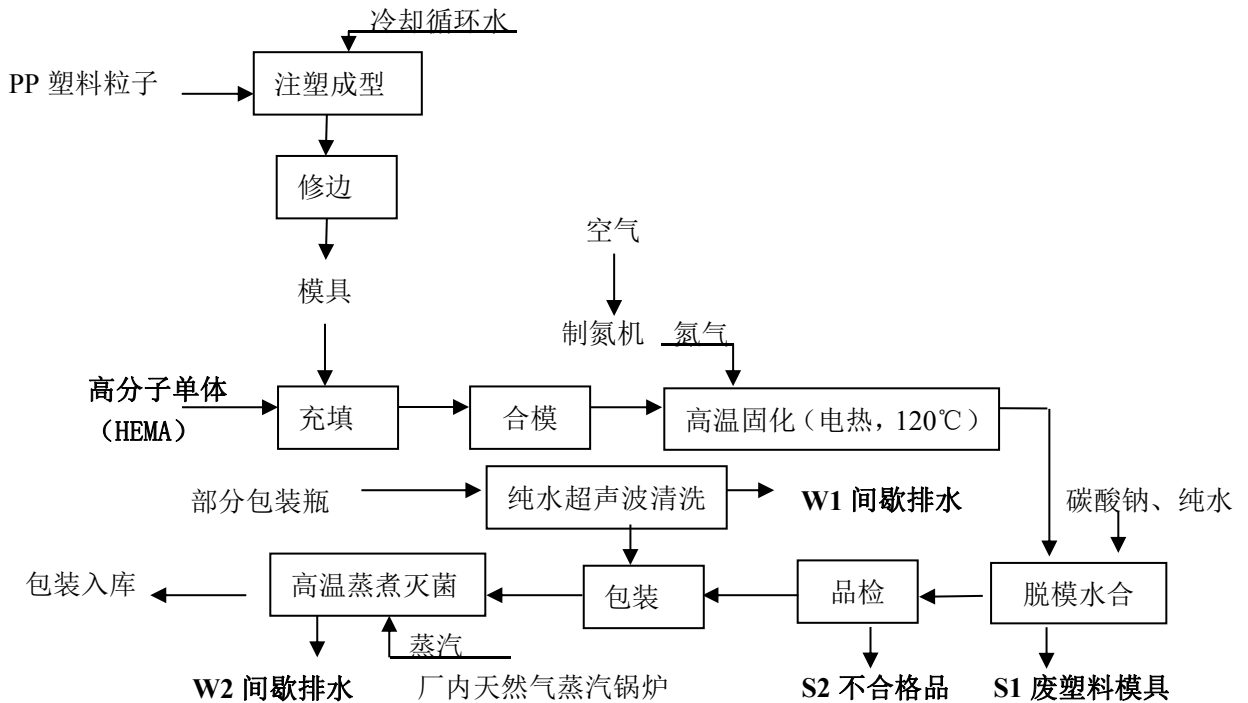 冷却循环水
PP 塑料粒子
注塑成型
修边
空气
模具
制氮机
氮气
高分子单体
（HEMA）
充填
合模
高温固化（电热，120℃）
部分包装瓶
纯水超声波清洗
W1 间歇排水
碳酸钠、纯水
包装入库
高温蒸煮灭菌
包装
品检
脱模水合
蒸汽
W2 间歇排水
厂内天然气蒸汽锅炉
S2 不合格品
S1 废塑料模具